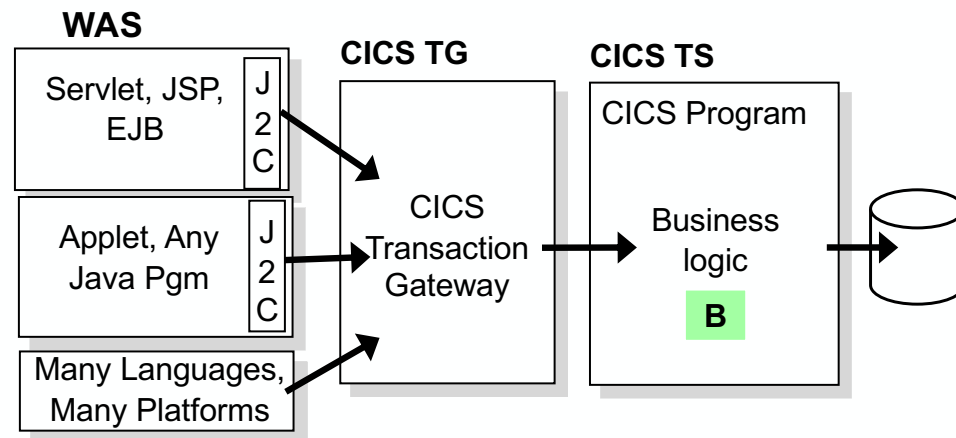 WAS
Servlet, JSP,
EJB
J
2
C
Applet, Any
Java Pgm
J
2
C
Many Languages,
Many Platforms
CICS TG
CICS
Transaction
Gateway
CICS TS
CICS Program
Business
logic
B